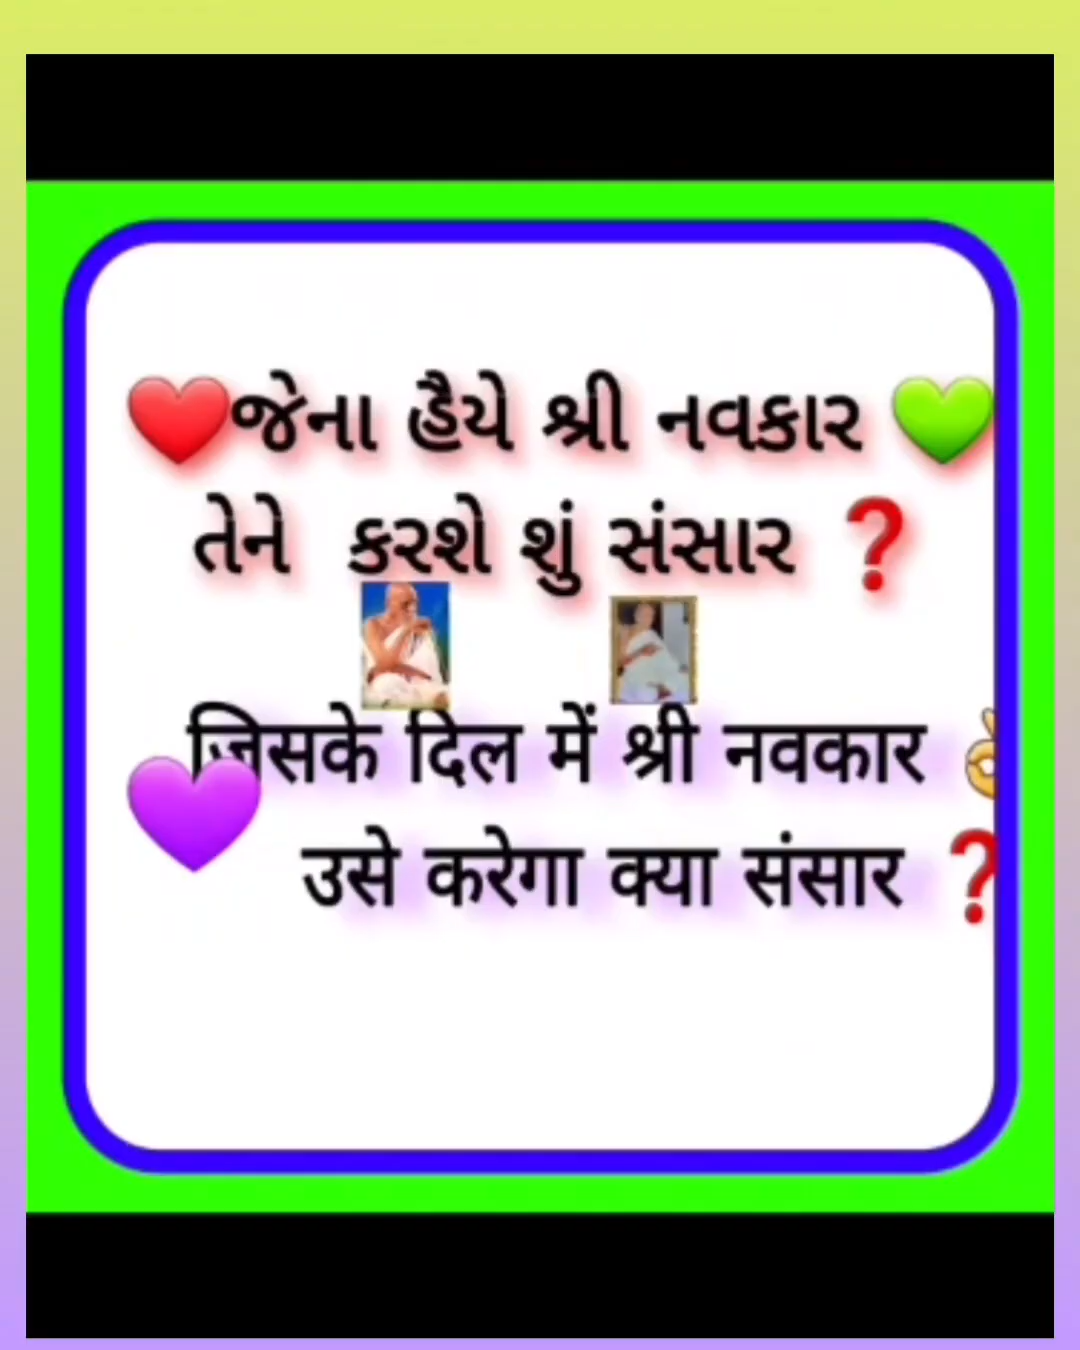 ❤️જેના હૈયે શ્રી નવકાર 💚
તેને કરશે શું સંસાર ❓
जिसके दिल में श्री नवकार 👌
💜 उसे करेगा क्या संसार ❓